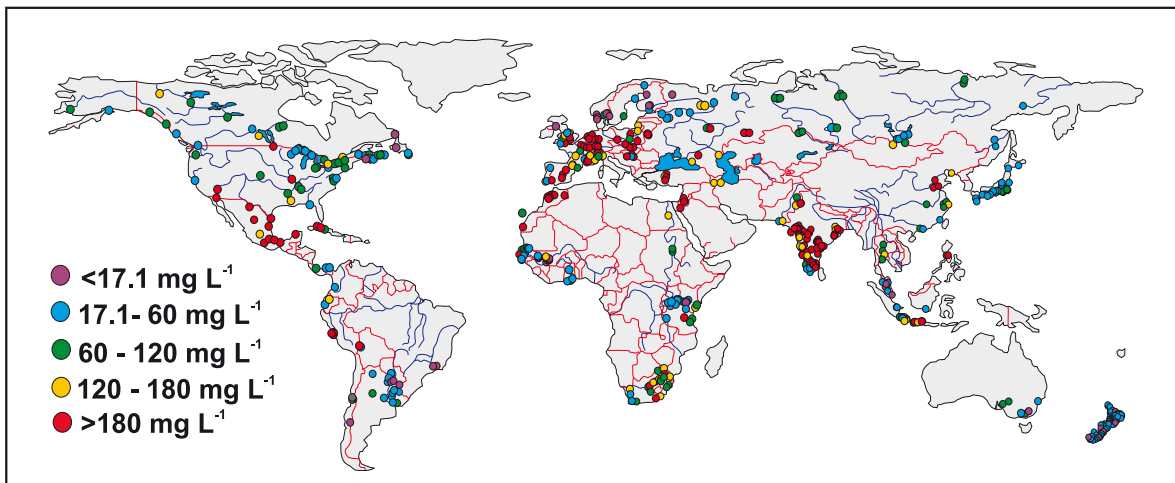 <17.1 mg L⁻¹
17.1- 60 mg L⁻¹
60 - 120 mg L⁻¹
120 - 180 mg L⁻¹
>180 mg L⁻¹